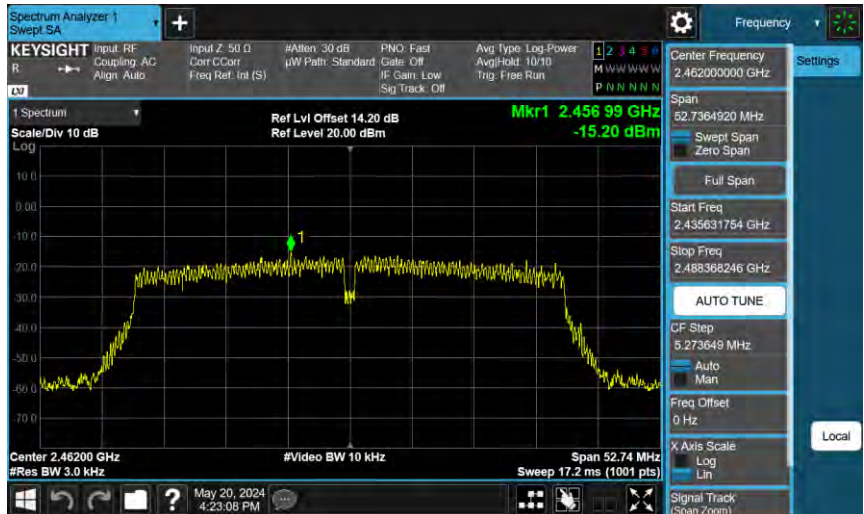 Spectrum Analyzer 1
Swept SA
+
Frequency
KEYSIGHT
R
LXI
Input: RF
Coupling: AC
Align: Auto
Input Z: 50 Ω
Corr CCorr
Freq Ref: Int (S)
#Atten: 30 dB
µW Path: Standard
PNO: Fast
Gate: Off
IF Gain: Low
Sig Track: Off
Avg Type: Log-Power
Avg|Hold: 10/10
Trig: Free Run
1 2 3 4 5 6
M W W W W W
P N N N N N
1 Spectrum
Scale/Div 10 dB
Ref Lvl Offset 14.20 dB
Ref Level 20.00 dBm
Mkr1 2.456 99 GHz
-15.20 dBm
Log
10.0
0.00
-10.0
-20.0
-30.0
-40.0
-50.0
-60.0
-70.0
1
Center 2.46200 GHz
#Res BW 3.0 kHz
#Video BW 10 kHz
Span 52.74 MHz
Sweep 17.2 ms (1001 pts)
?
May 20, 2024
4:23:08 PM
Center Frequency
2.462000000 GHz
Span
52.7364920 MHz
Swept Span
Zero Span
Full Span
Start Freq
2.435631754 GHz
Stop Freq
2.488368246 GHz
AUTO TUNE
CF Step
5.273649 MHz
Auto
Man
Freq Offset
0 Hz
X Axis Scale
Log
Lin
Signal Track
(Span Zoom)
Settings
Local